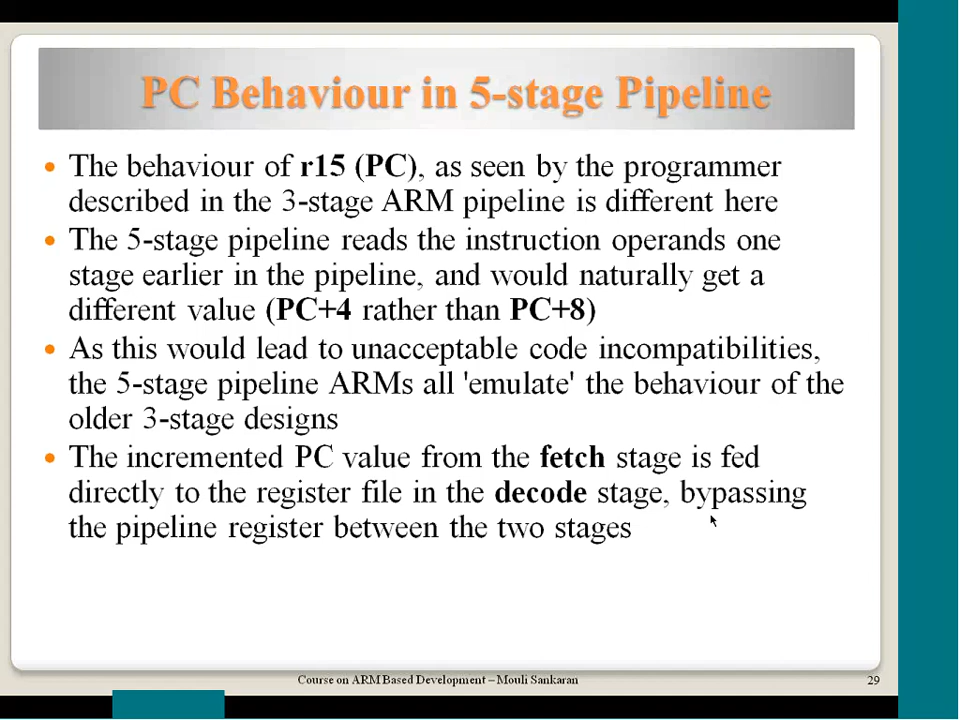 PC Behaviour in 5-stage Pipeline
• The behaviour of r15 (PC), as seen by the programmer
described in the 3-stage ARM pipeline is different here
• The 5-stage pipeline reads the instruction operands one
stage earlier in the pipeline, and would naturally get a
different value (PC+4 rather than PC+8)
• As this would lead to unacceptable code incompatibilities,
the 5-stage pipeline ARMs all 'emulate' the behaviour of the
older 3-stage designs
• The incremented PC value from the fetch stage is fed
directly to the register file in the decode stage, bypassing
the pipeline register between the two stages
Course on ARM Based Development – Mouli Sankaran
29